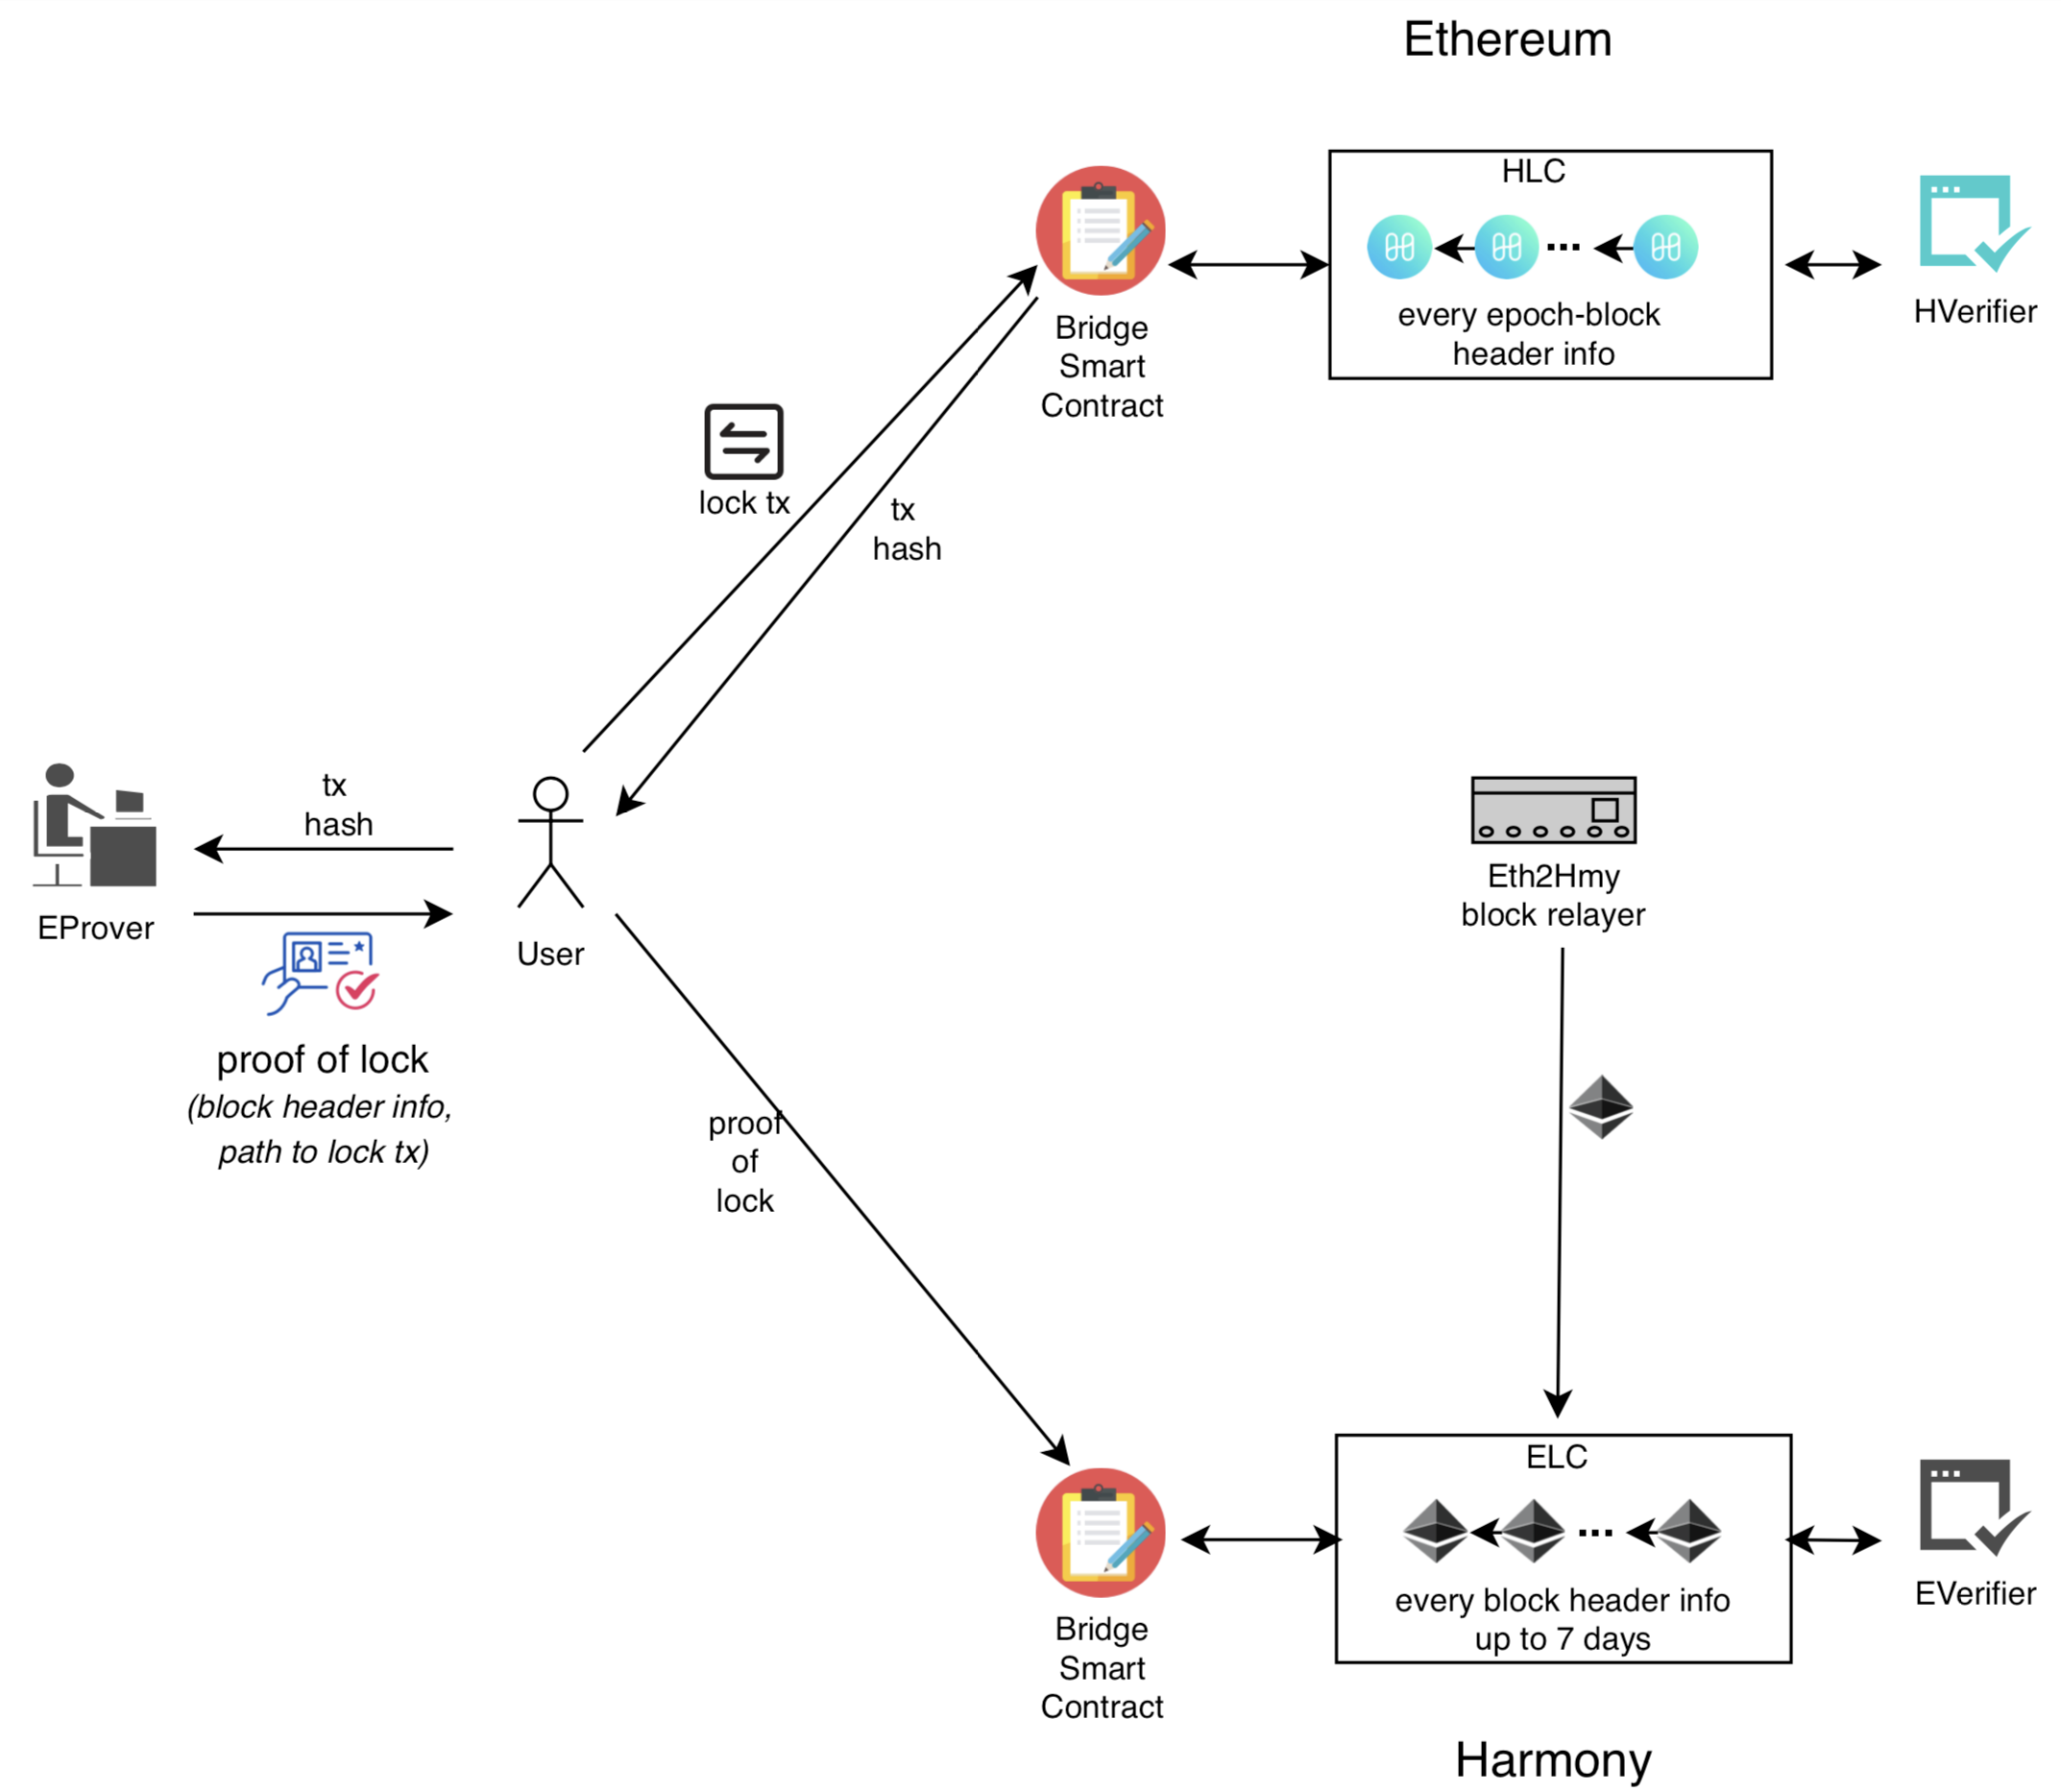 Ethereum
HLC
every epoch-block
header info
HVerifier
Bridge
Smart
Contract
lock tx
tx
hash
tx
hash
EProver
User
proof of lock
(block header info,
path to lock tx)
Eth2Hmy
block relayer
proof
of
lock
ELC
every block header info
up to 7 days
EVerifier
Bridge
Smart
Contract
Harmony